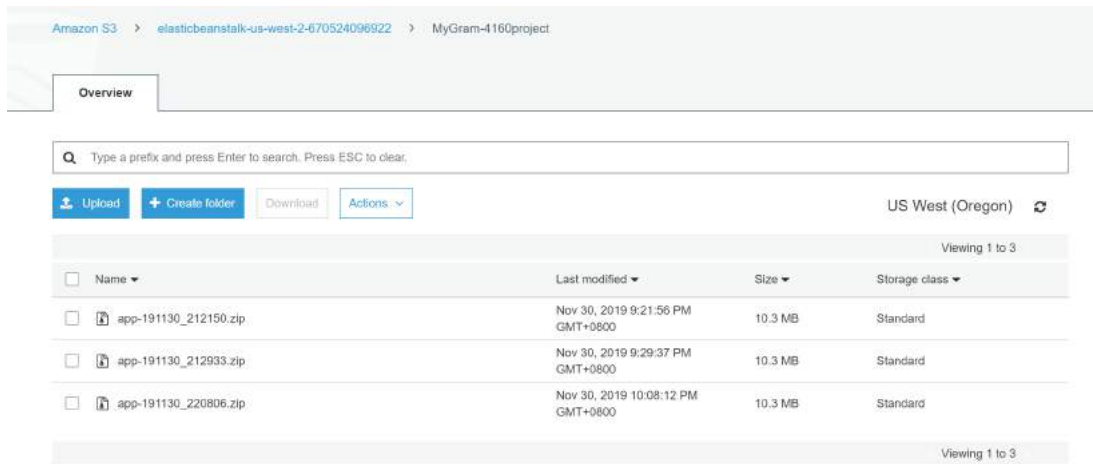 Amazon S3 > elasticbeanstalk-us-west-2-670524096922 > MyGram-4160project
Overview
Type a prefix and press Enter to search. Press ESC to clear.
Upload + Create folder Download Actions US West (Oregon)
Viewing 1 to 3
Name Last modified Size Storage class
app-191130_212150.zip Nov 30, 2019 9:21:56 PM GMT+0800 10.3 MB Standard
app-191130_212933.zip Nov 30, 2019 9:29:37 PM GMT+0800 10.3 MB Standard
app-191130_220806.zip Nov 30, 2019 10:08:12 PM GMT+0800 10.3 MB Standard
Viewing 1 to 3